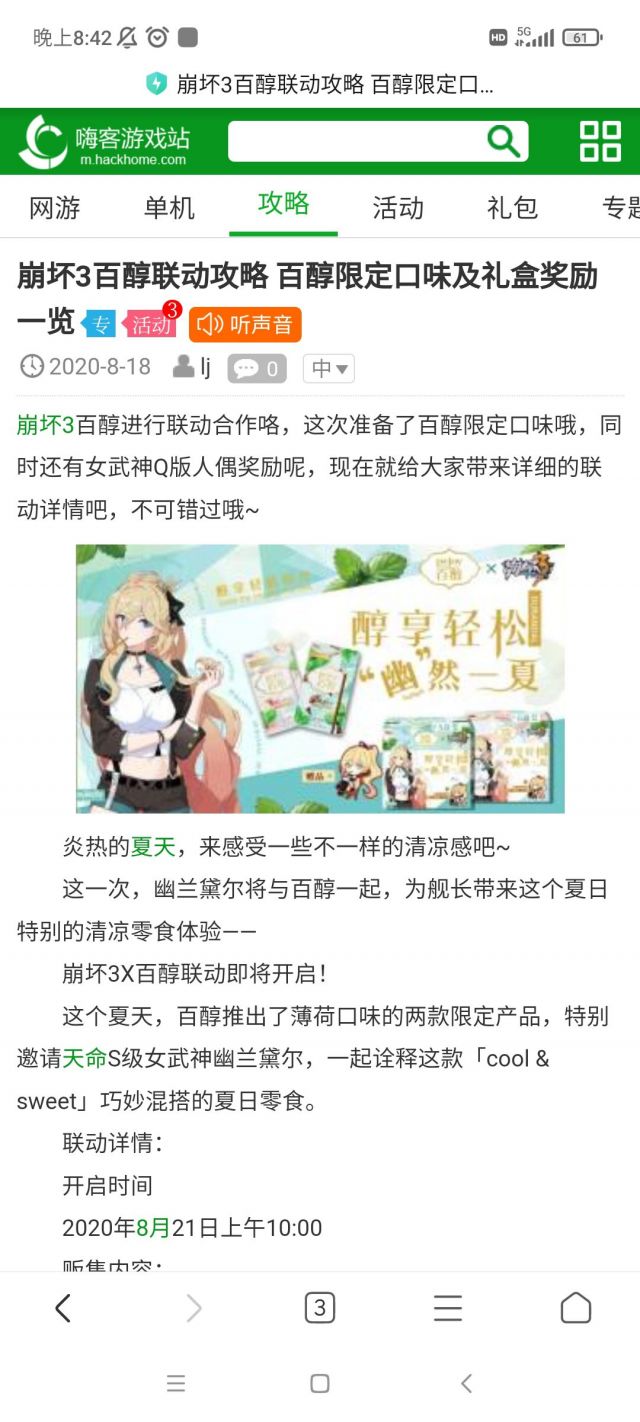 晚上8:42
HD 5G 61
崩坏3百醇联动攻略 百醇限定口...
嗨客游戏站
m.hackhome.com
网游 单机 攻略 活动 礼包 专题
崩坏3百醇联动攻略 百醇限定口味及礼盒奖励
一览 专 活动 3 听声音
2020-8-18 lj 0 中▼
崩坏3百醇进行联动合作咯，这次准备了百醇限定口味哦，同
时还有女武神Q版人偶奖励呢，现在就给大家带来详细的联
动详情吧，不可错过哦~
百醇 × 崩坏3
醇享轻松
“幽”然一夏
赠品
炎热的夏天，来感受一些不一样的清凉感吧~
这一次，幽兰黛尔将与百醇一起，为舰长带来这个夏日
特别的清凉零食体验——
崩坏3X百醇联动即将开启！
这个夏天，百醇推出了薄荷口味的两款限定产品，特别
邀请天命S级女武神幽兰黛尔，一起诠释这款「cool &
sweet」巧妙混搭的夏日零食。
联动详情：
开启时间
2020年8月21日上午10:00
贩售内容：
3